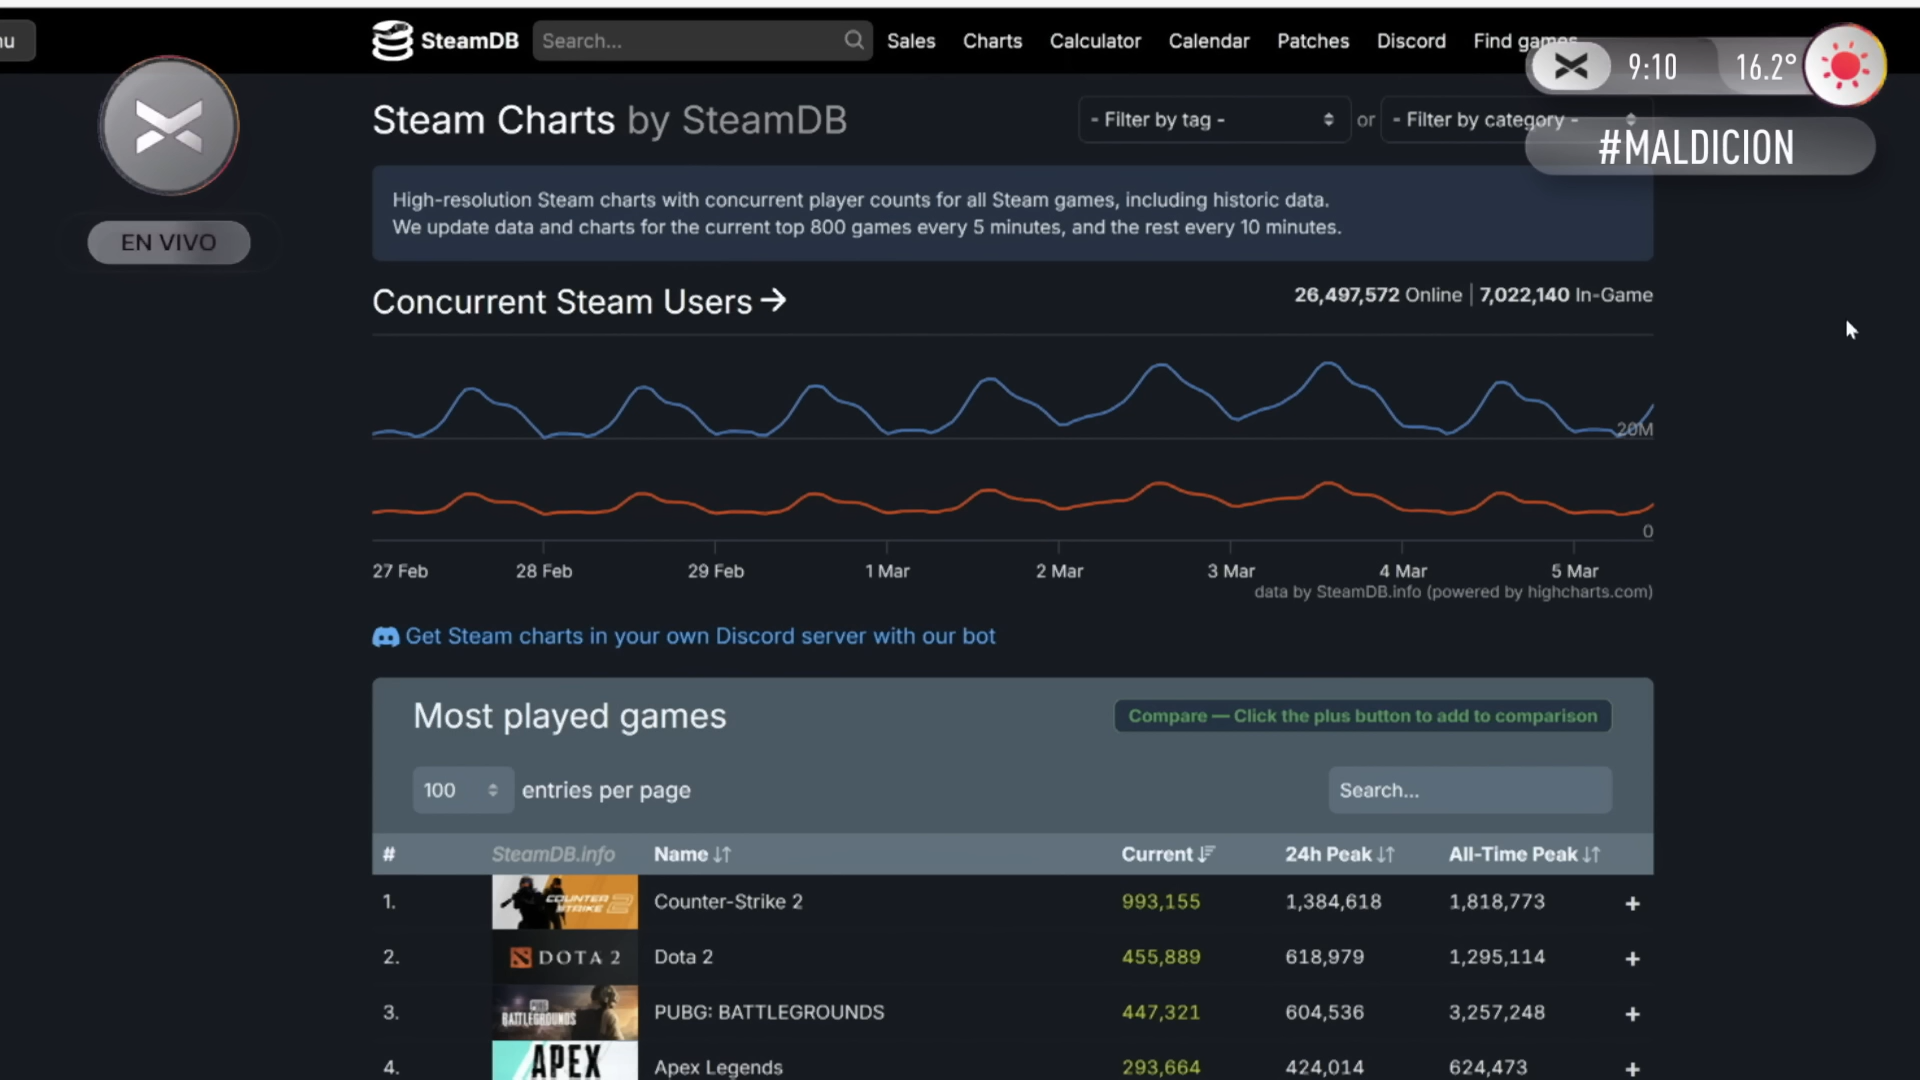 nu
SteamDB
Search...
Sales
Charts
Calculator
Calendar
Patches
Discord
Find games
9:10
16.2°
#MALDICION
EN VIVO
Steam Charts by SteamDB
- Filter by tag -
or
- Filter by category -
High-resolution Steam charts with concurrent player counts for all Steam games, including historic data.
We update data and charts for the current top 800 games every 5 minutes, and the rest every 10 minutes.
Concurrent Steam Users →
26,497,572 Online | 7,022,140 In-Game
20M
0
27 Feb
28 Feb
29 Feb
1 Mar
2 Mar
3 Mar
4 Mar
5 Mar
data by SteamDB.info (powered by highcharts.com)
Get Steam charts in your own Discord server with our bot
Most played games
Compare — Click the plus button to add to comparison
100 entries per page
Search...
# SteamDB.info Name Current 24h Peak All-Time Peak
1. COUNTER STRIKE 2 Counter-Strike 2 993,155 1,384,618 1,818,773 +
2. DOTA 2 Dota 2 455,889 618,979 1,295,114 +
3. PUBG BATTLEGROUNDS PUBG: BATTLEGROUNDS 447,321 604,536 3,257,248 +
4. APEX Apex Legends 293,664 424,014 624,473 +